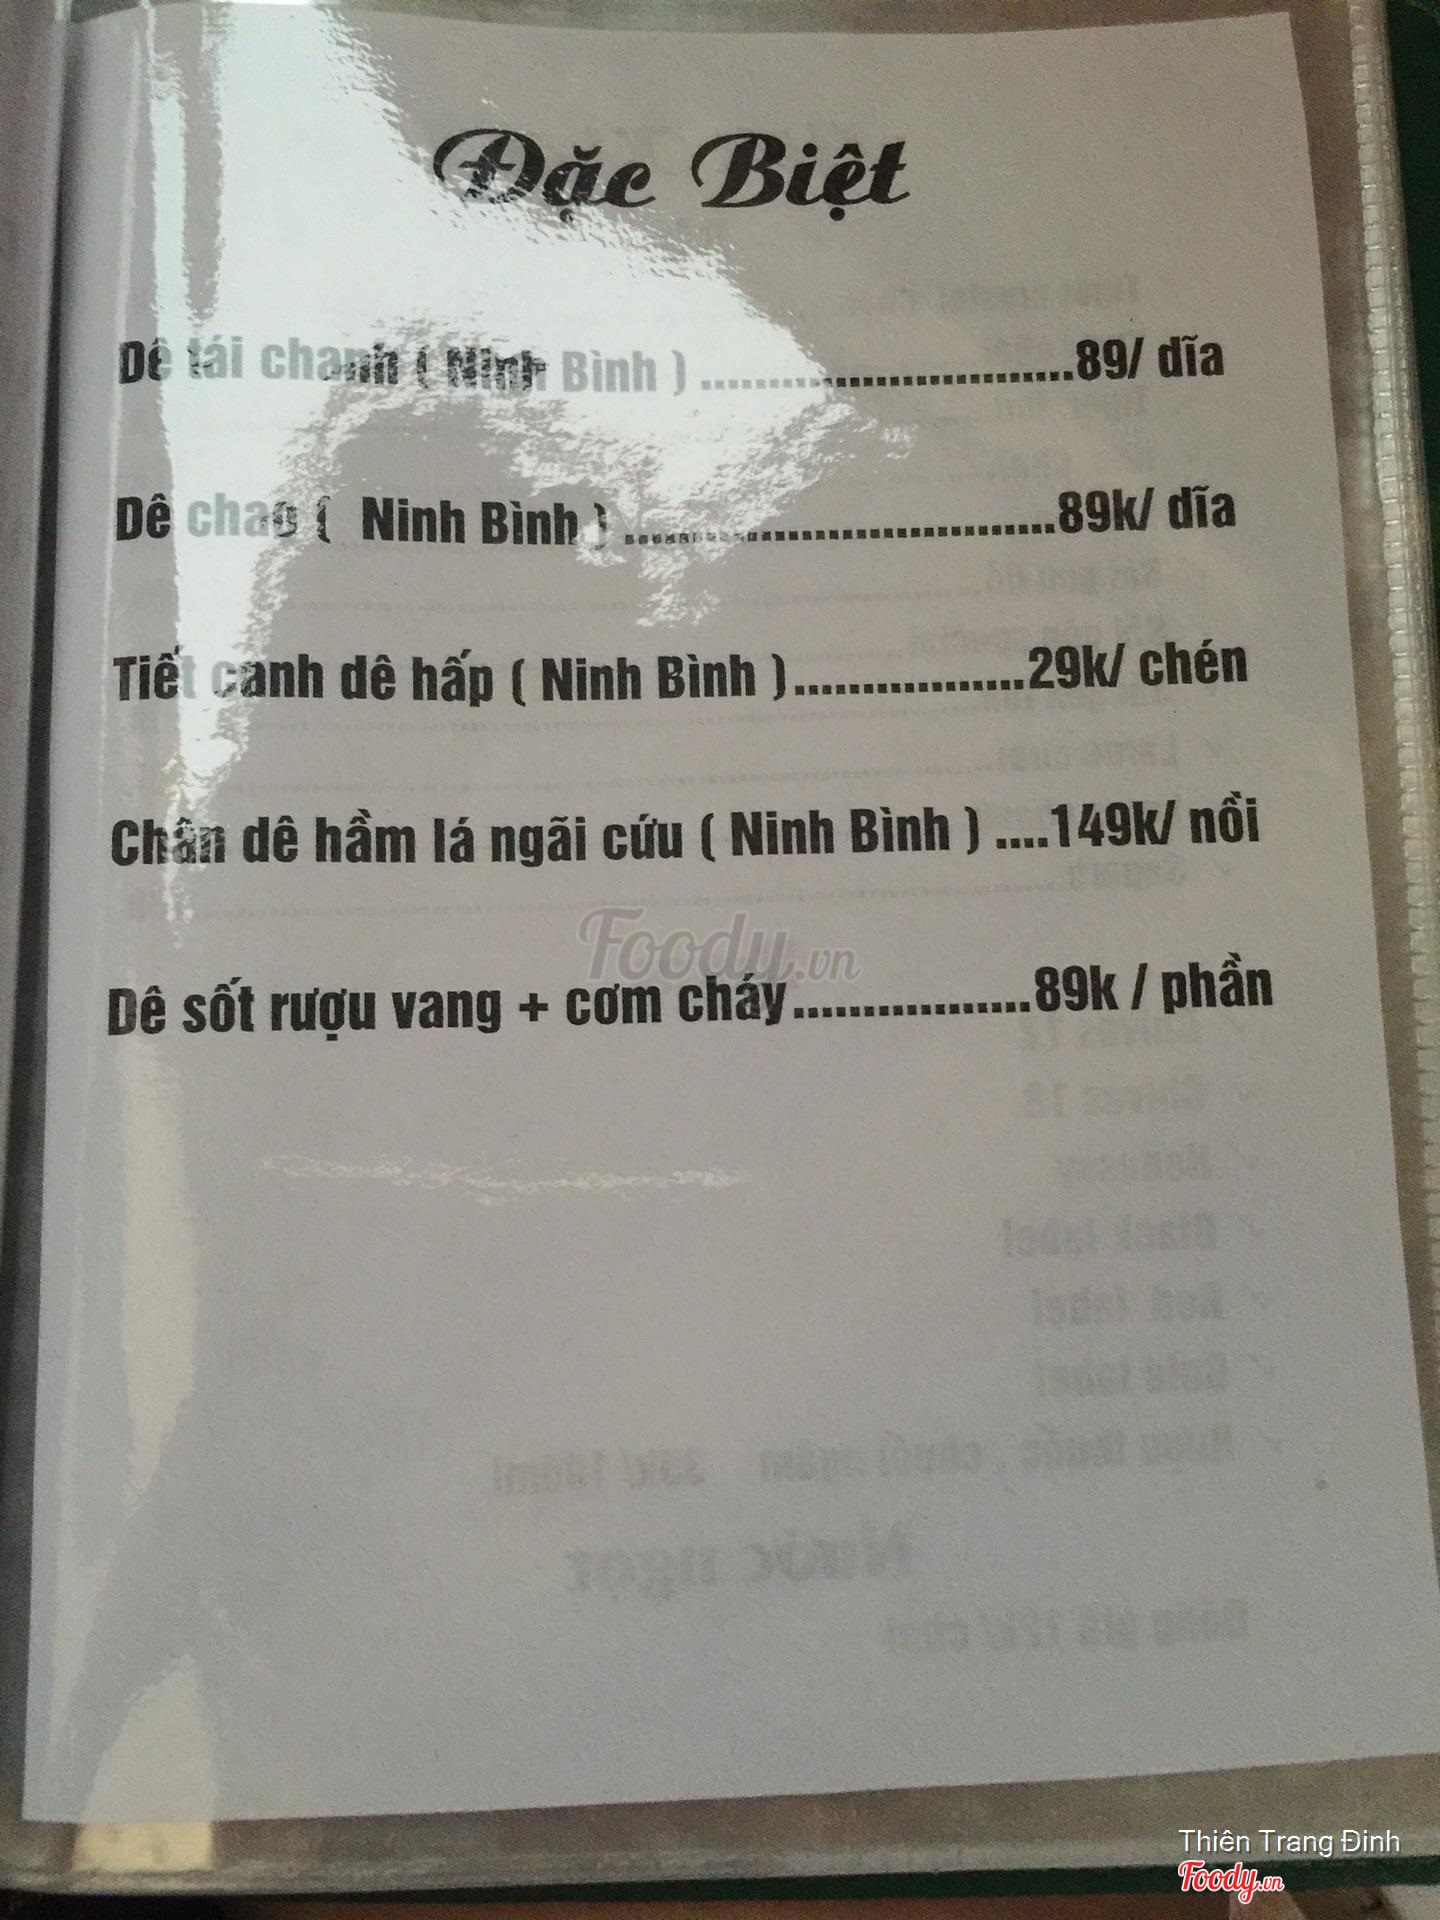 Đặc Biệt
Dê tái chanh ( Ninh Bình ) ............................89/ dĩa
Dê chao ( Ninh Bình ) ................................89k/ dĩa
Tiết canh dê hấp ( Ninh Bình ).................29k/ chén
Chân dê hầm lá ngãi cứu ( Ninh Bình ) ....149k/ nồi
Foody.vn
Dê sốt rượu vang + cơm cháy.................89k / phần
Thiên Trang Đinh
Foody.vn